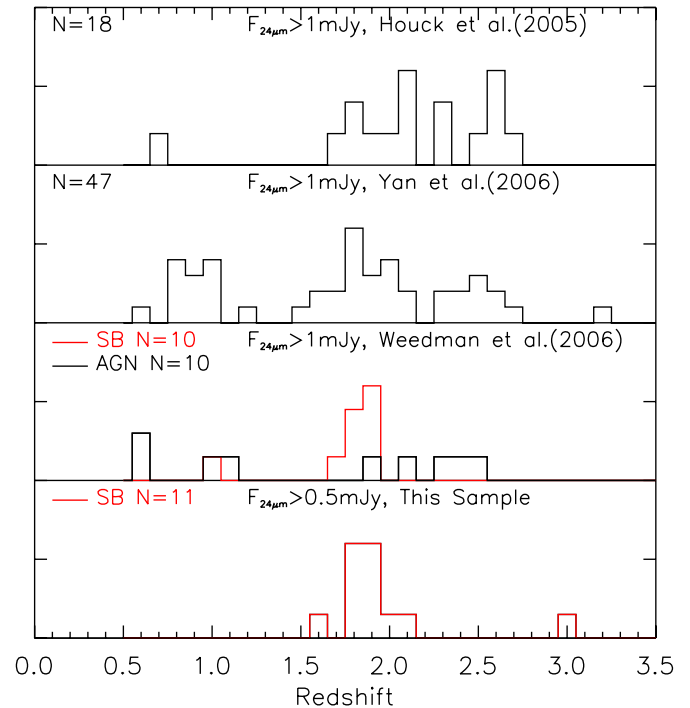 N=18 F24μm>1mJy, Houck et al.(2005)
N=47 F24μm>1mJy, Yan et al.(2006)
SB N=10 F24μm>1mJy, Weedman et al.(2006)
AGN N=10
SB N=11 F24μm>0.5mJy, This Sample
0.0 0.5 1.0 1.5 2.0 2.5 3.0 3.5
Redshift